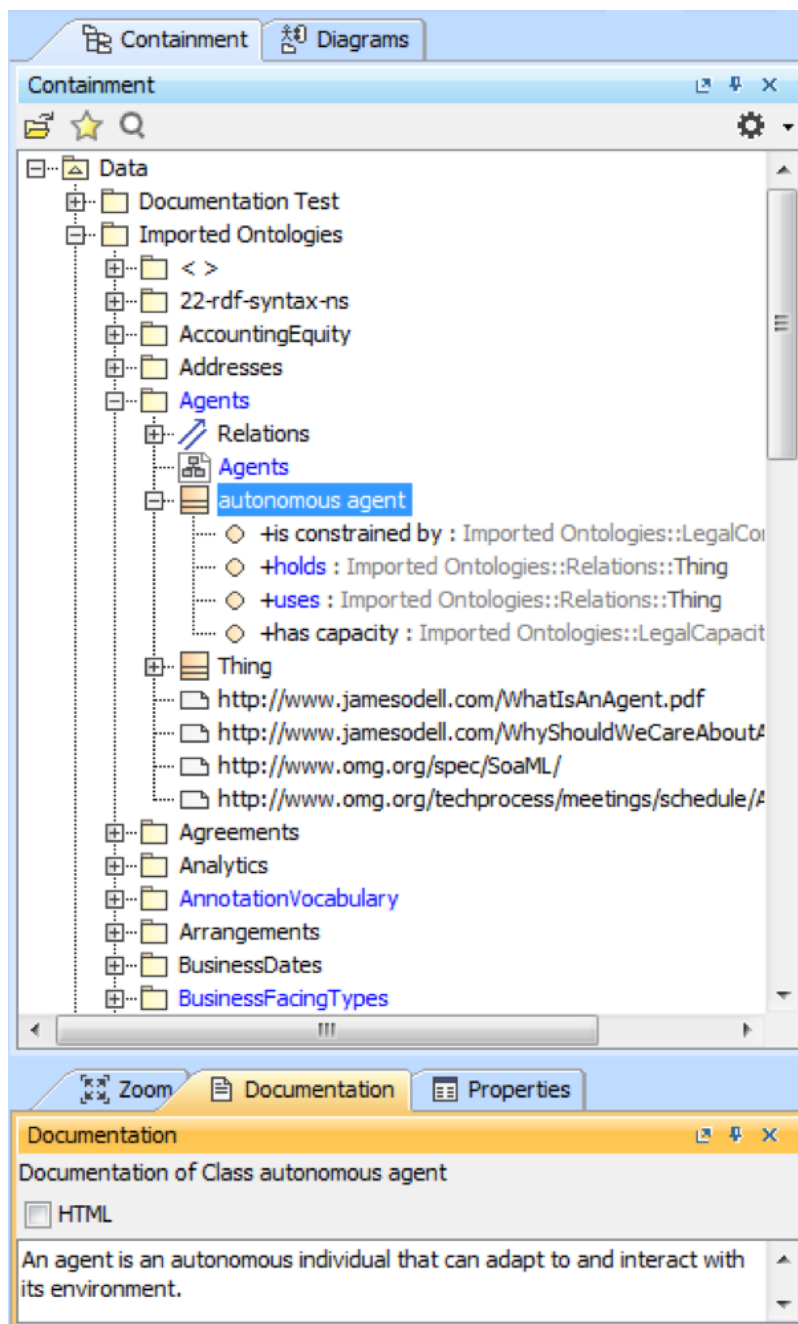 Containment Diagrams
Containment
Data
Documentation Test
Imported Ontologies
< >
22-rdf-syntax-ns
AccountingEquity
Addresses
Agents
Relations
Agents
autonomous agent
+is constrained by : Imported Ontologies::LegalCo
+holds : Imported Ontologies::Relations::Thing
+uses : Imported Ontologies::Relations::Thing
+has capacity : Imported Ontologies::LegalCapacit
Thing
http://www.jamesodell.com/WhatIsAnAgent.pdf
http://www.jamesodell.com/WhyShouldWeCareAboutA
http://www.omg.org/spec/SoaML/
http://www.omg.org/techprocess/meetings/schedule/A
Agreements
Analytics
AnnotationVocabulary
Arrangements
BusinessDates
BusinessFacingTypes
Zoom Documentation Properties
Documentation
Documentation of Class autonomous agent
HTML
An agent is an autonomous individual that can adapt to and interact with
its environment.